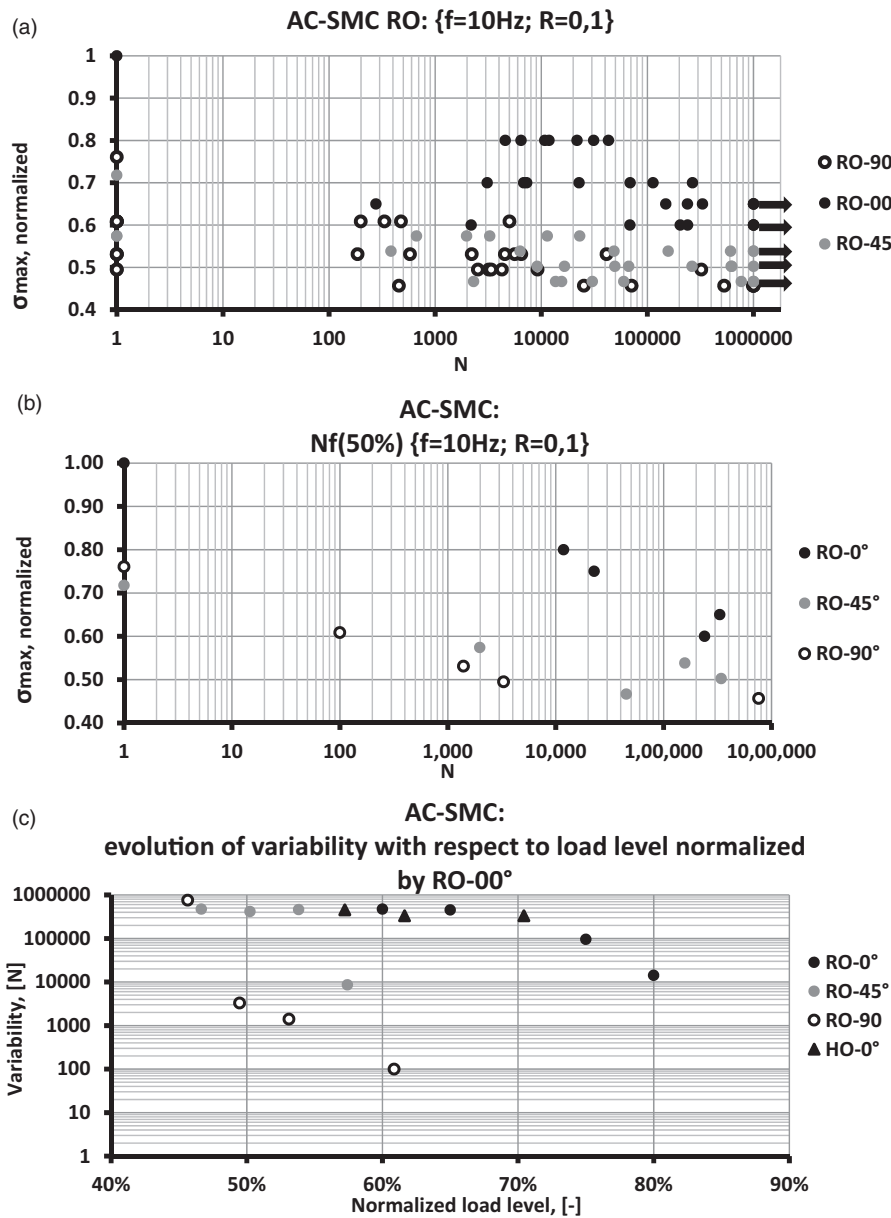 (a)
AC-SMC RO: {f=10Hz; R=0,1}
σmax, normalized
1
0.9
0.8
0.7
0.6
0.5
0.4
1
10
100
1000
10000
100000
1000000
N
RO-90
RO-00
RO-45
(b)
AC-SMC:
Nf(50%) {f=10Hz; R=0,1}
σmax, normalized
1.00
0.90
0.80
0.70
0.60
0.50
0.40
1
10
100
1,000
10,000
1,00,000
10,00,000
N
RO-0°
RO-45°
RO-90°
(c)
AC-SMC:
evolution of variability with respect to load level normalized
by RO-00°
Variability, [N]
1000000
100000
10000
1000
100
10
1
40%
50%
60%
70%
80%
90%
Normalized load level, [-]
RO-0°
RO-45°
RO-90
HO-0°